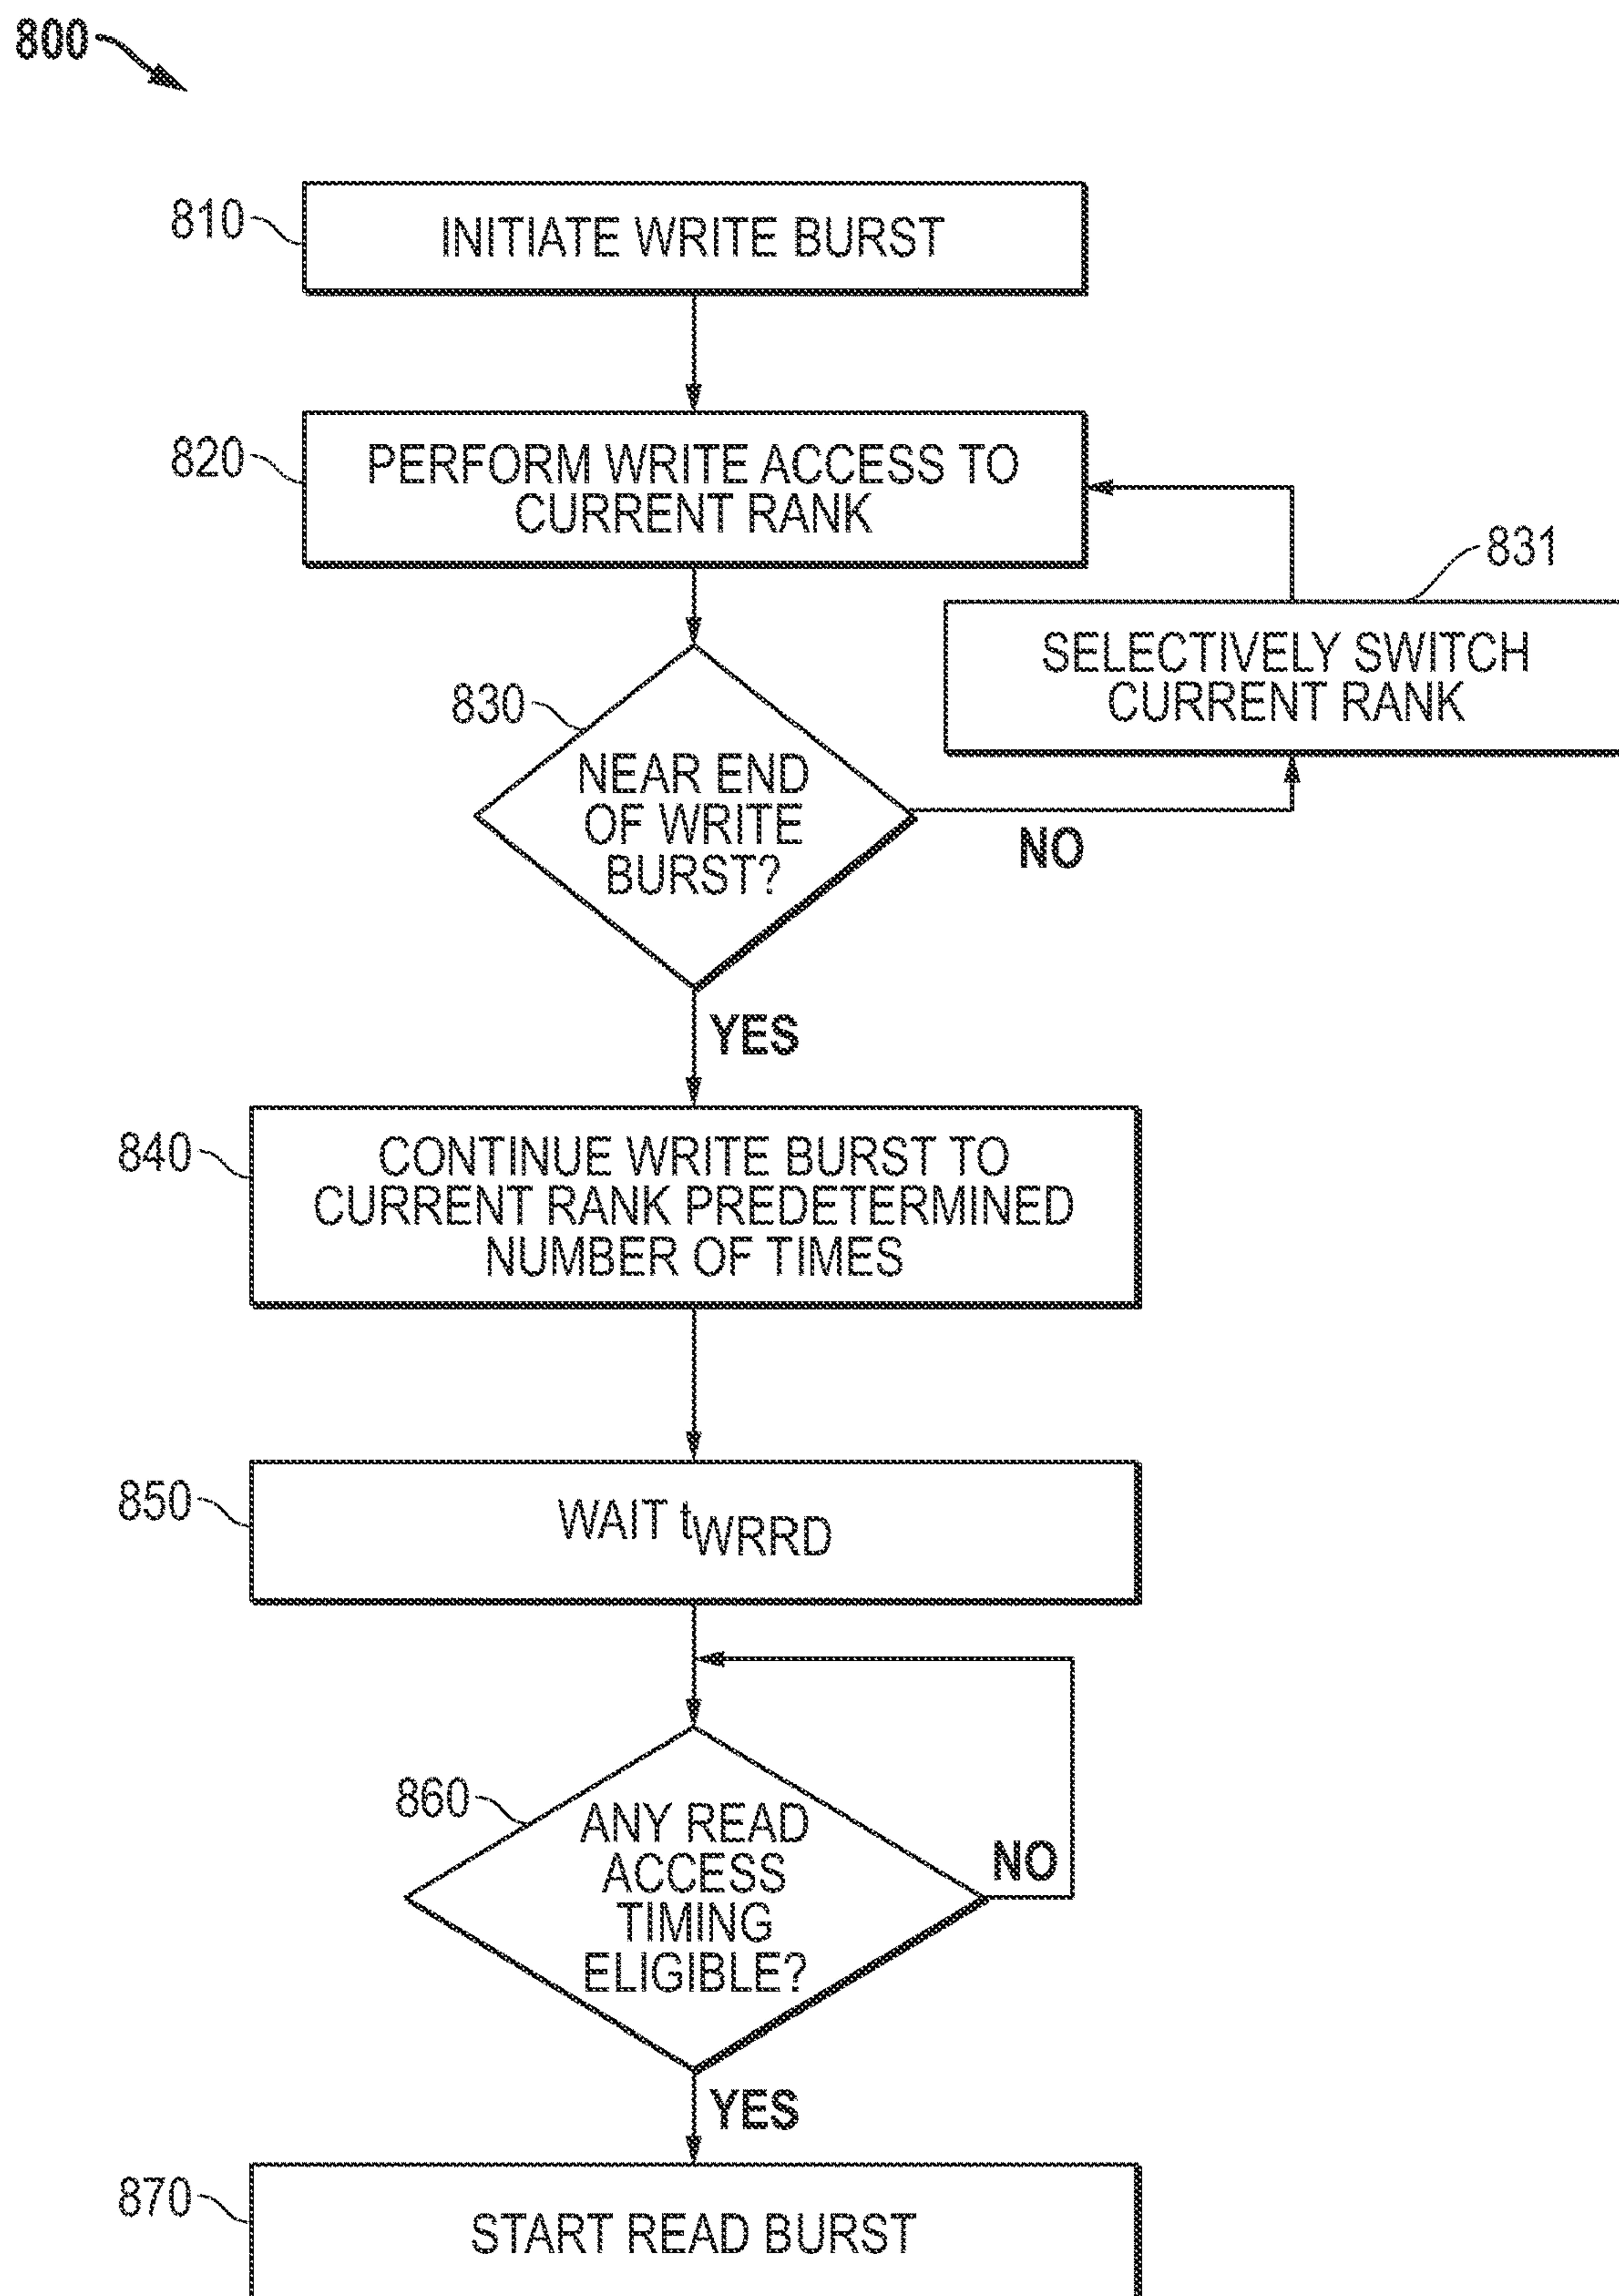 800
810
INITIATE WRITE BURST
820
PERFORM WRITE ACCESS TO
CURRENT RANK
831
SELECTIVELY SWITCH
CURRENT RANK
830
NEAR END
OF WRITE
BURST?
NO
YES
840
CONTINUE WRITE BURST TO
CURRENT RANK PREDETERMINED
NUMBER OF TIMES
850
WAIT tWRRD
860
ANY READ
ACCESS
TIMING
ELIGIBLE?
NO
YES
870
START READ BURST